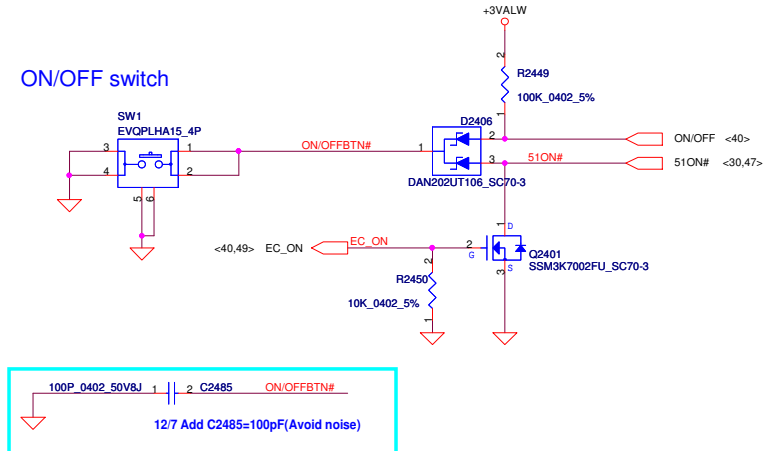 +3VALW
ON/OFF switch
2
R2449
100K_0402_5%
1
SW1
EVQPLHA15_4P
D2406
3
1
ON/OFFBTN#
1
2
ON/OFF <40>
4
2
3
51ON#
51ON# <30,47>
DAN202UT106_SC70-3
5
6
1
D
<40,49> EC_ON
EC_ON
2
G
Q2401
SSM3K7002FU_SC70-3
S
3
2
R2450
10K_0402_5%
1
100P_0402_50V8J 1 2 C2485 ON/OFFBTN#
12/7 Add C2485=100pF(Avoid noise)